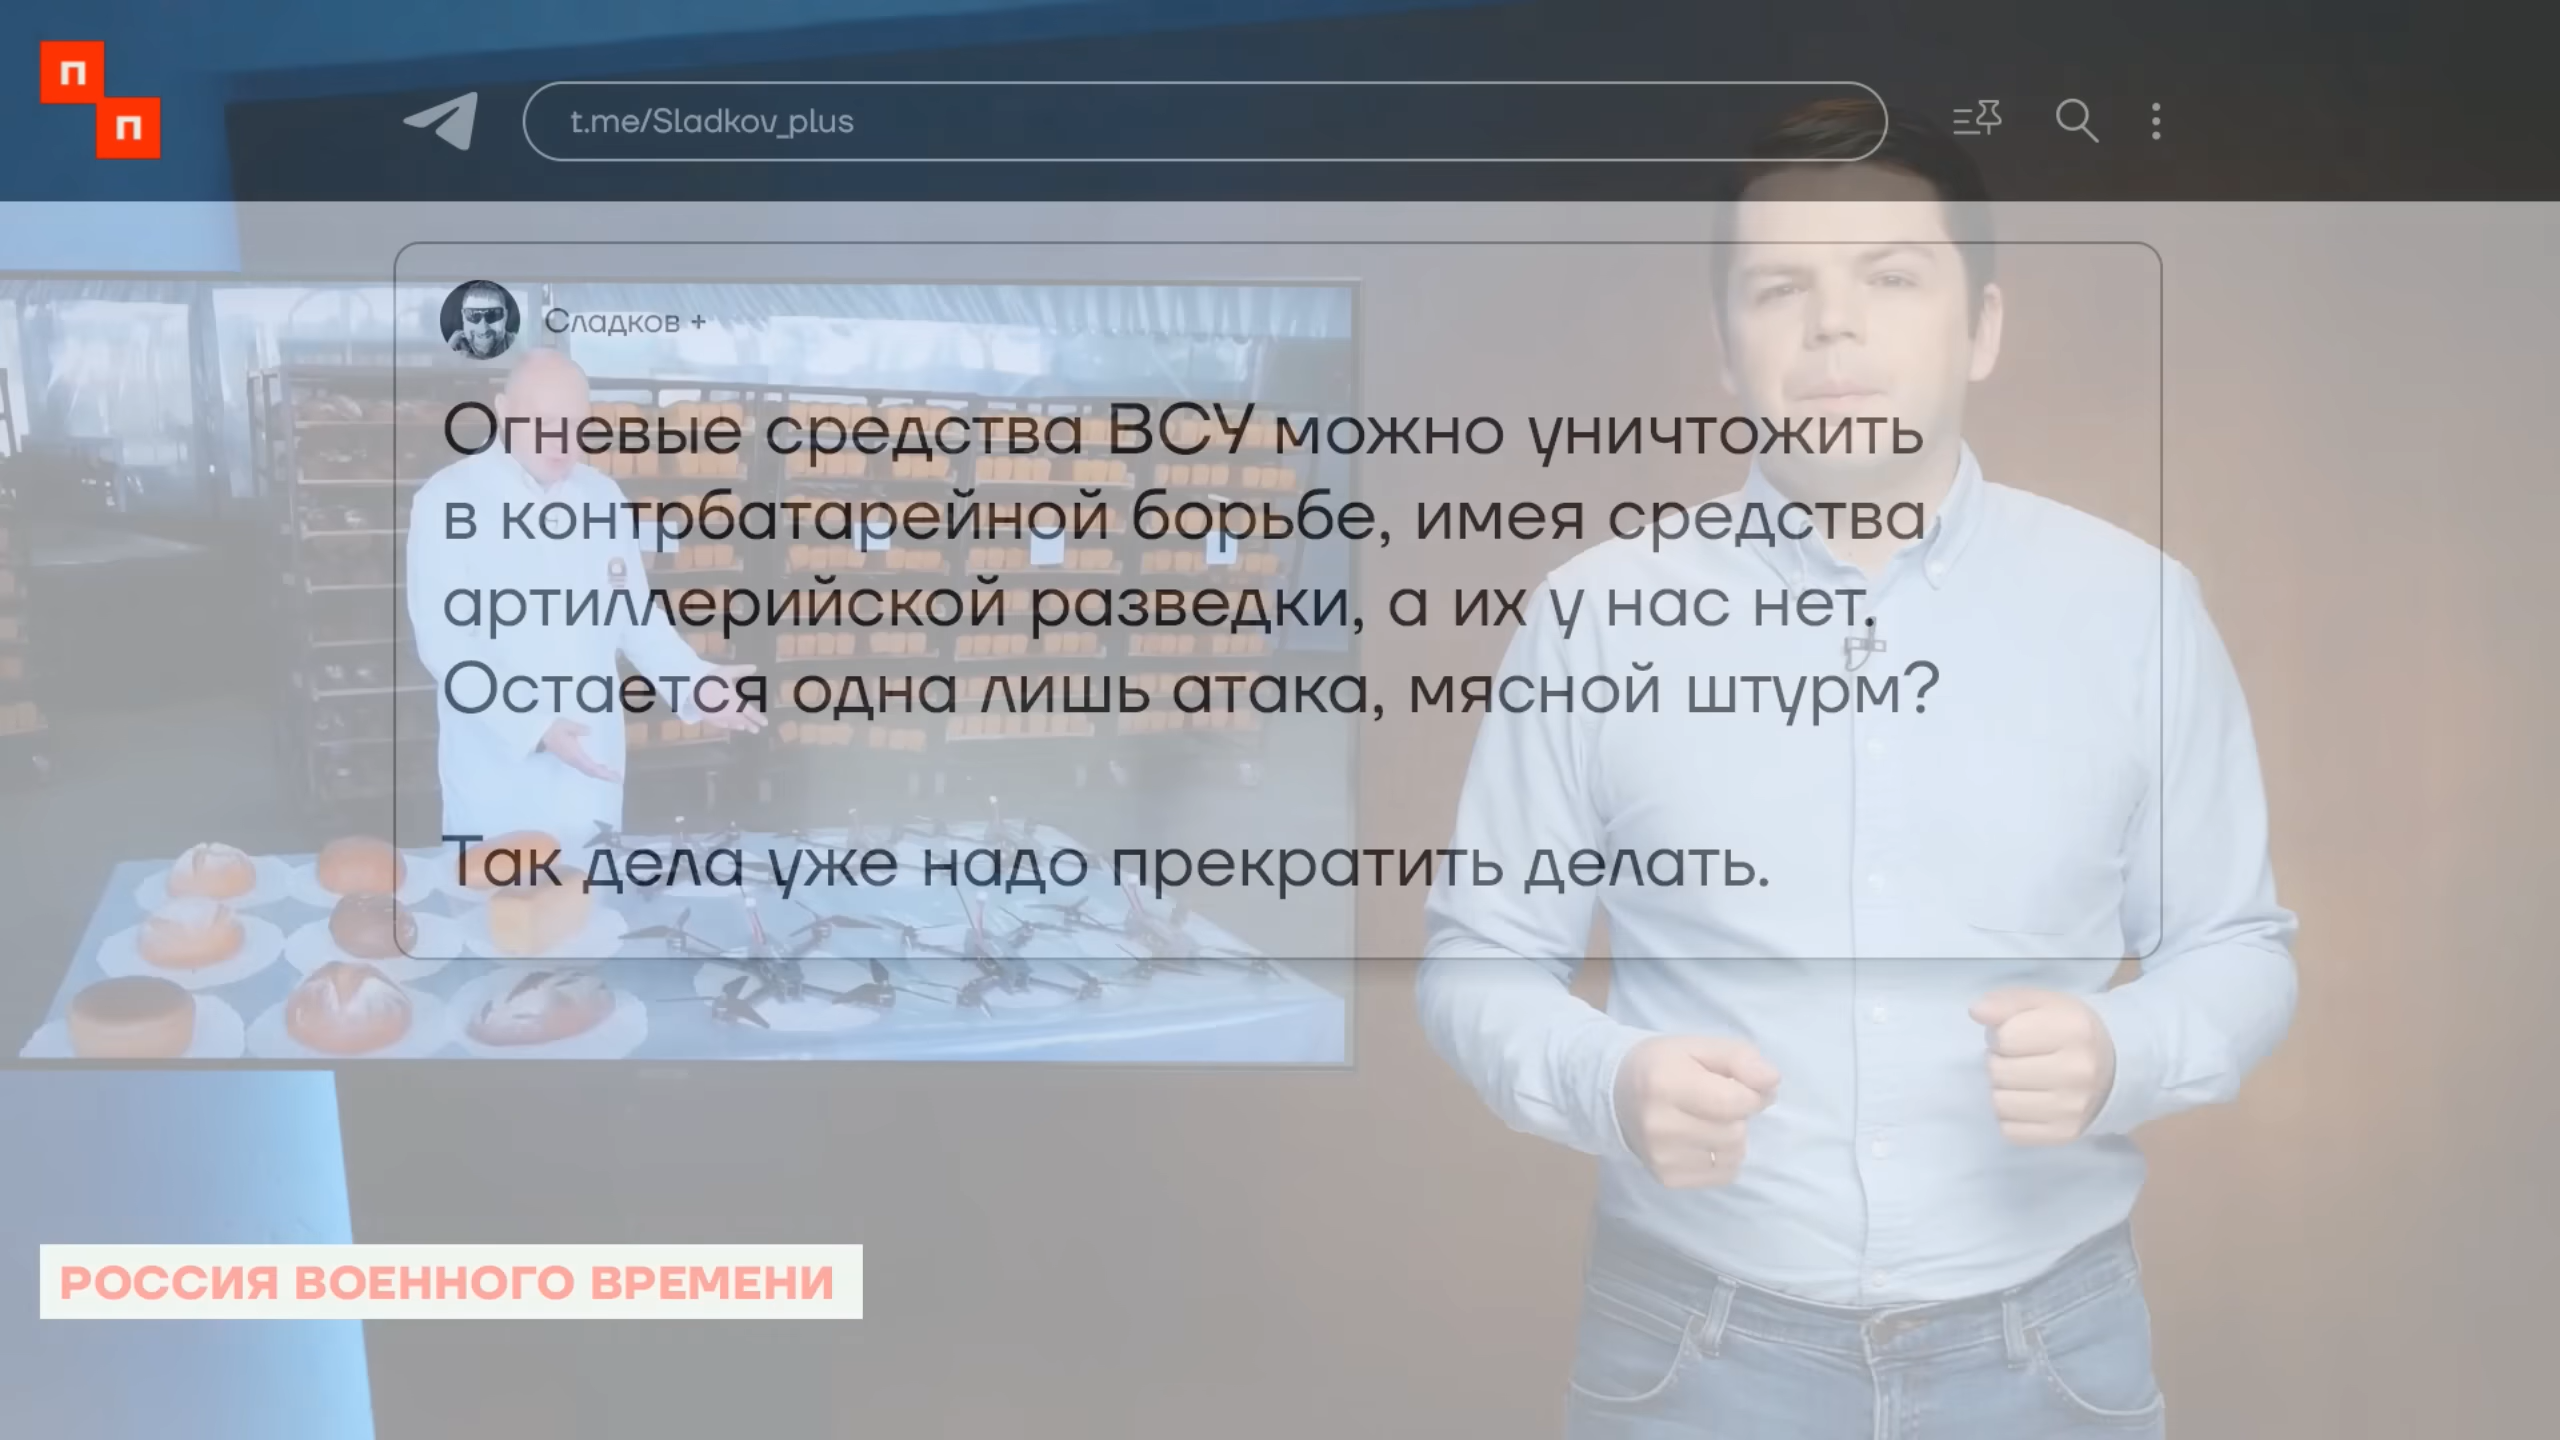 п
п
t.me/Sladkov_plus
Сладков +
Огневые средства ВСУ можно уничтожить
в контрбатарейной борьбе, имея средства
артиллерийской разведки, а их у нас нет.
Остается одна лишь атака, мясной штурм?
Так дела уже надо прекратить делать.
РОССИЯ ВОЕННОГО ВРЕМЕНИ